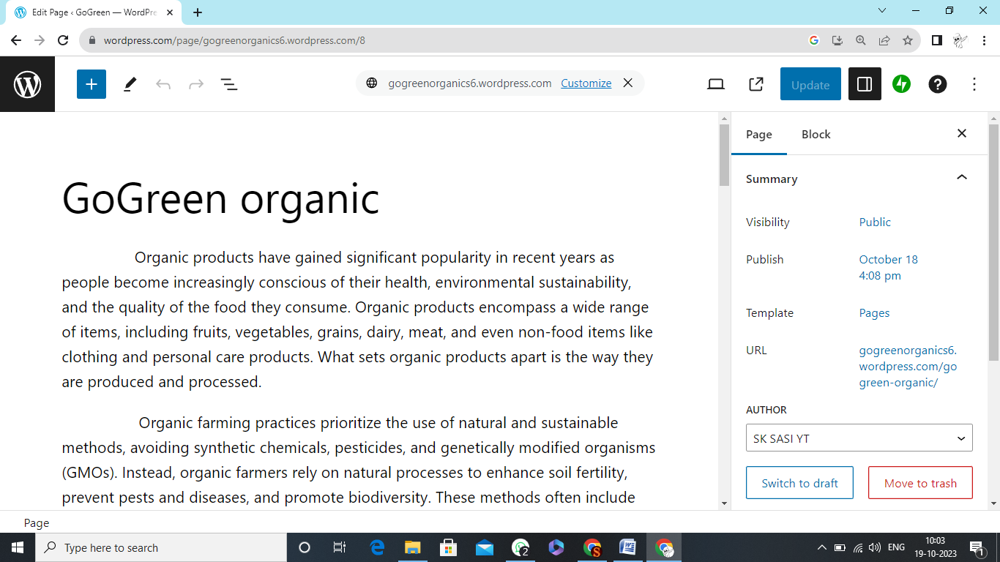 Edit Page ‹ GoGreen — WordPre
wordpress.com/page/gogreenorganics6.wordpress.com/8
gogreenorganics6.wordpress.com Customize
Update
GoGreen organic
Organic products have gained significant popularity in recent years as
people become increasingly conscious of their health, environmental sustainability,
and the quality of the food they consume. Organic products encompass a wide range
of items, including fruits, vegetables, grains, dairy, meat, and even non-food items like
clothing and personal care products. What sets organic products apart is the way they
are produced and processed.
Organic farming practices prioritize the use of natural and sustainable
methods, avoiding synthetic chemicals, pesticides, and genetically modified organisms
(GMOs). Instead, organic farmers rely on natural processes to enhance soil fertility,
prevent pests and diseases, and promote biodiversity. These methods often include
Page Block
Summary
Visibility Public
Publish October 18
4:08 pm
Template Pages
URL gogreenorganics6.
wordpress.com/go
green-organic/
AUTHOR
SK SASI YT
Switch to draft Move to trash
Page
Type here to search
2
ENG
10:03
19-10-2023
1